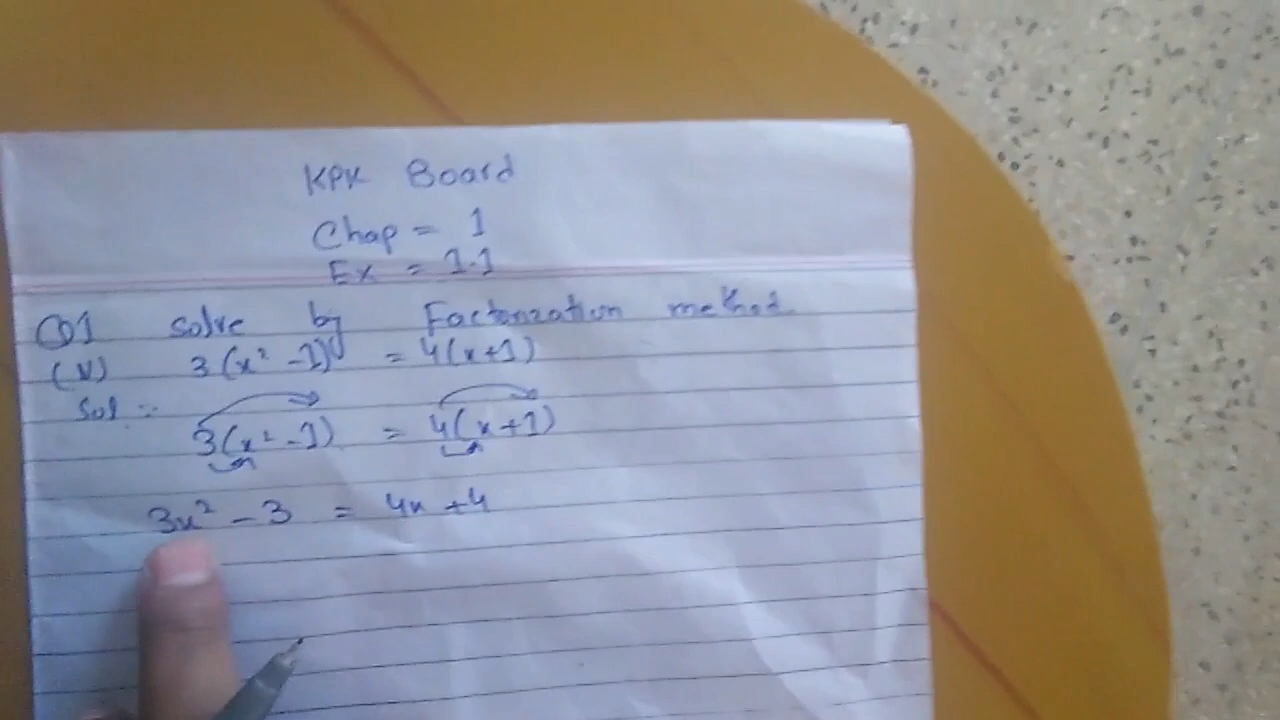 KPK Board
Chap = 1
Ex = 1.1
Q1 solve by Factorization method.
(V) 3(x² -1) = 4(x+1)
Sol :-
3(x² -1) = 4(x+1)
3x² - 3 = 4x +4